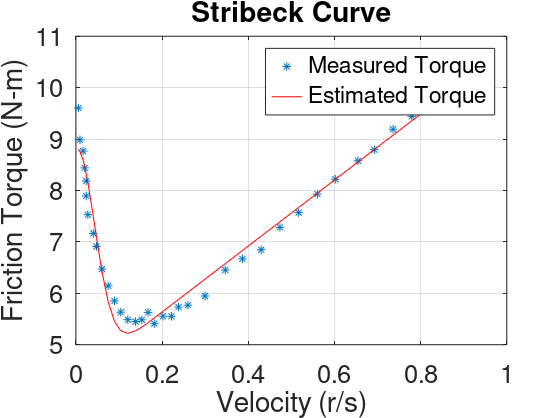 Stribeck Curve
Measured Torque
Estimated Torque
Friction Torque (N-m)
11
10
9
8
7
6
5
0
0.2
0.4
0.6
0.8
1
Velocity (r/s)